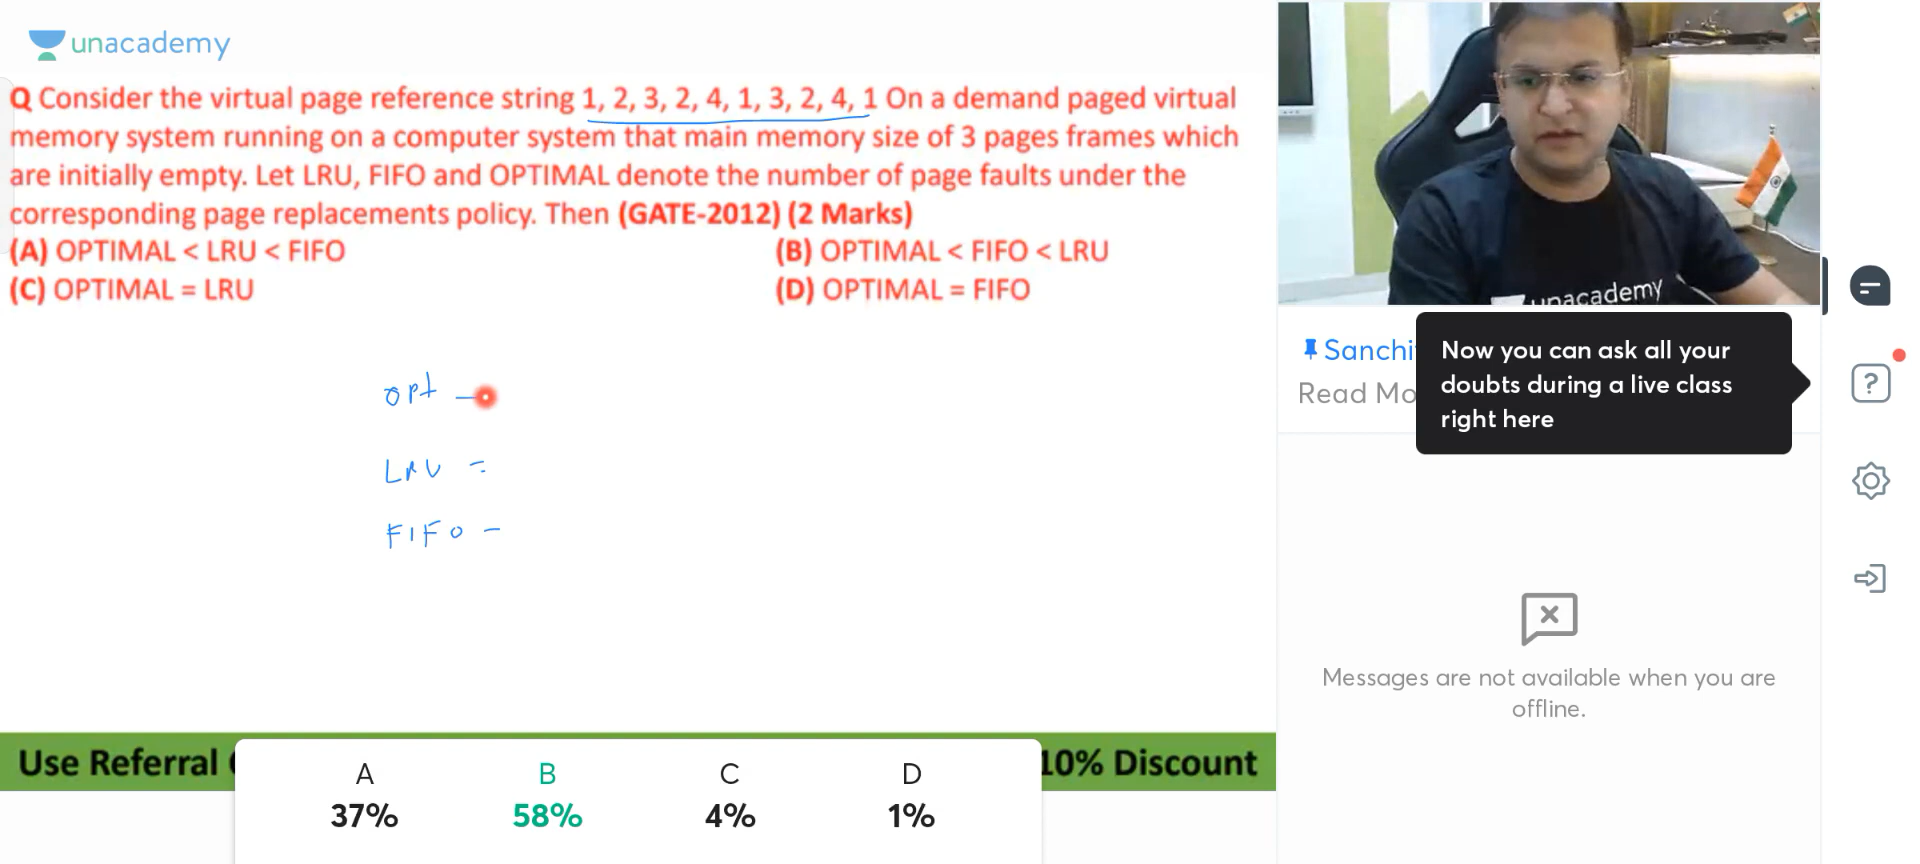 unacademy
Q Consider the virtual page reference string 1, 2, 3, 2, 4, 1, 3, 2, 4, 1 On a demand paged virtual
memory system running on a computer system that main memory size of 3 pages frames which
are initially empty. Let LRU, FIFO and OPTIMAL denote the number of page faults under the
corresponding page replacements policy. Then (GATE-2012) (2 Marks)
(A) OPTIMAL < LRU < FIFO (B) OPTIMAL < FIFO < LRU
(C) OPTIMAL = LRU (D) OPTIMAL = FIFO
opt —
LRU =
FIFO -
Use Referral 10% Discount
A B C D
37% 58% 4% 1%
unacademy
Sanchi
Read Mo
Now you can ask all your
doubts during a live class
right here
?
Messages are not available when you are
offline.